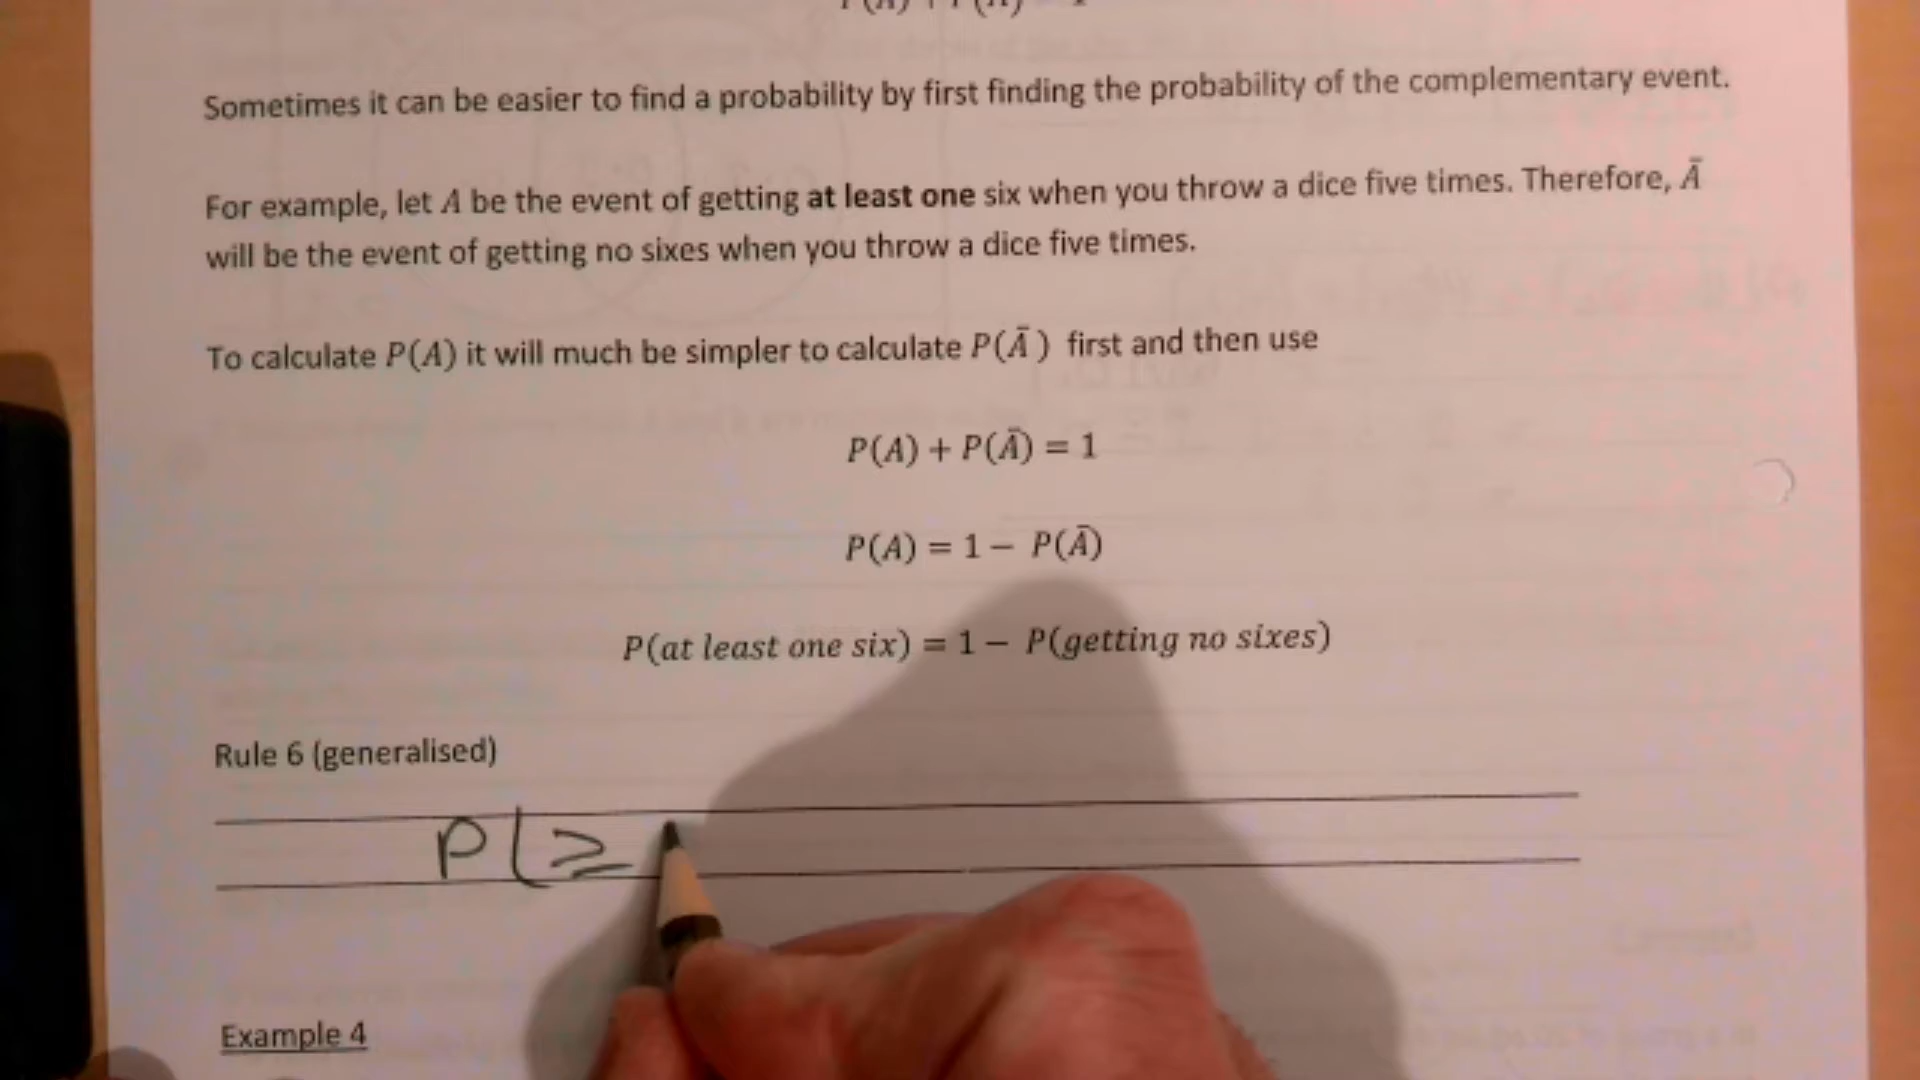 Sometimes it can be easier to find a probability by first finding the probability of the complementary event.
For example, let A be the event of getting at least one six when you throw a dice five times. Therefore, Ā
will be the event of getting no sixes when you throw a dice five times.
To calculate P(A) it will much be simpler to calculate P(Ā) first and then use
P(A) + P(Ā) = 1
P(A) = 1 − P(Ā)
P(at least one six) = 1 − P(getting no sixes)
Rule 6 (generalised)
P(≥
Example 4